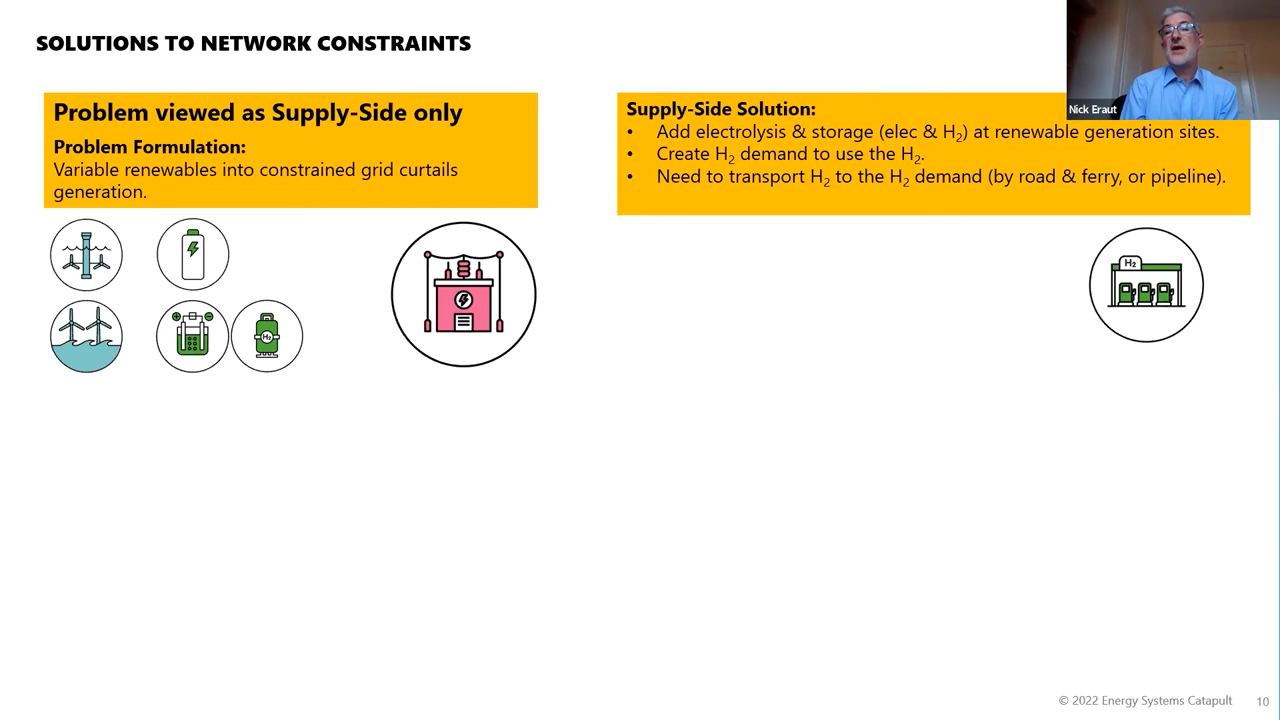 SOLUTIONS TO NETWORK CONSTRAINTS
Nick Eraut
Problem viewed as Supply-Side only
Problem Formulation:
Variable renewables into constrained grid curtails
generation.
Supply-Side Solution:
• Add electrolysis & storage (elec & H₂) at renewable generation sites.
• Create H₂ demand to use the H₂.
• Need to transport H₂ to the H₂ demand (by road & ferry, or pipeline).
H₂
H₂
© 2022 Energy Systems Catapult
10